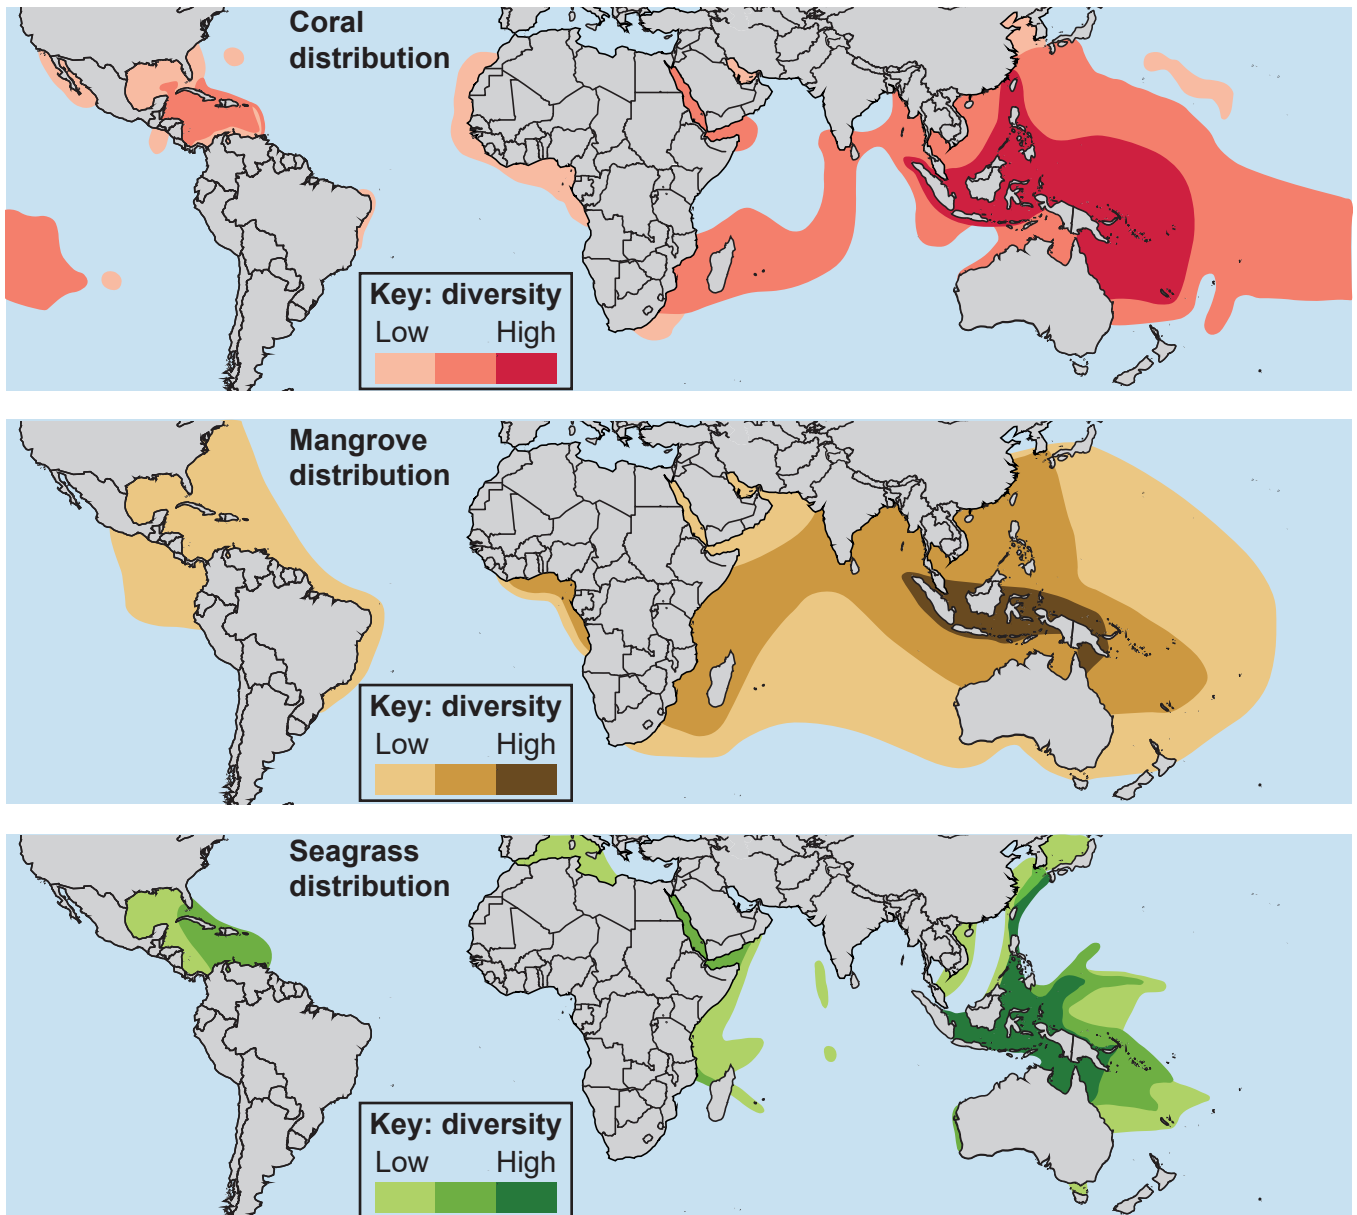 Coral
distribution
Key: diversity
Low High
Mangrove
distribution
Key: diversity
Low High
Seagrass
distribution
Key: diversity
Low High